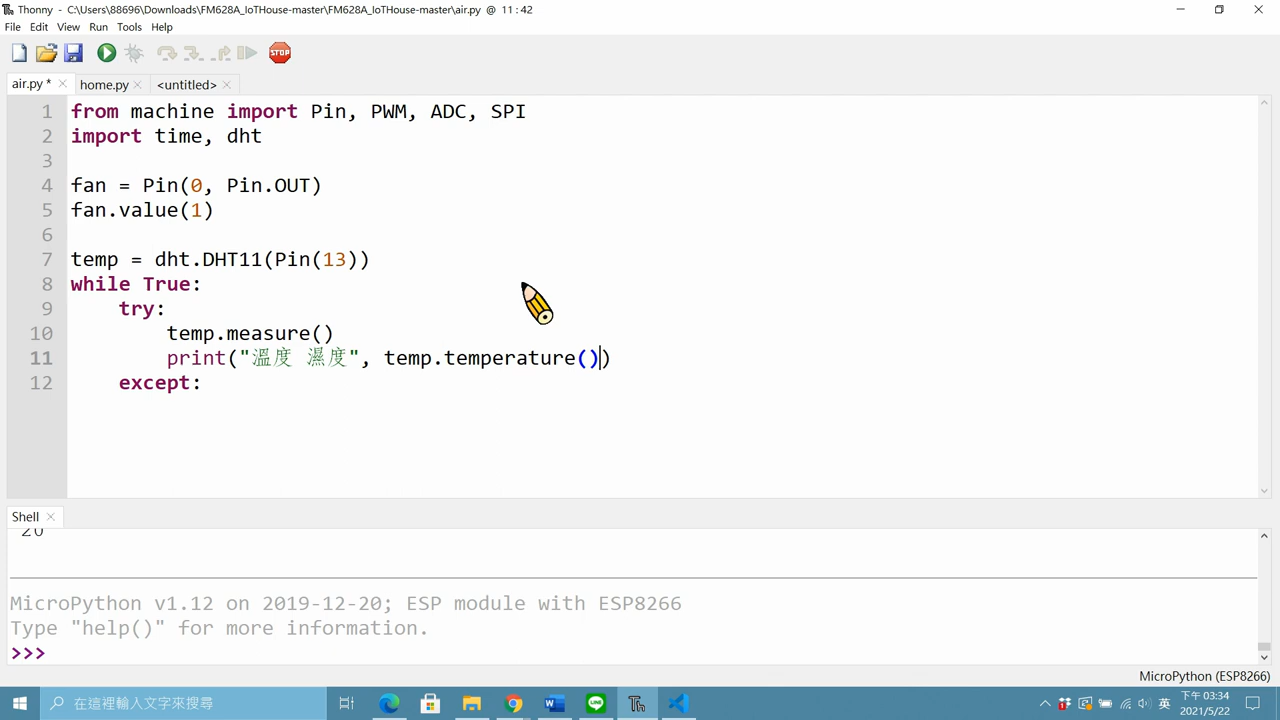 Thonny - C:\Users\88696\Downloads\FM628A_IoTHouse-master\FM628A_IoTHouse-master\air.py @ 11 : 42
File Edit View Run Tools Help
STOP
air.py * home.py <untitled>
1 from machine import Pin, PWM, ADC, SPI
2 import time, dht
3
4 fan = Pin(0, Pin.OUT)
5 fan.value(1)
6
7 temp = dht.DHT11(Pin(13))
8 while True:
9 try:
10 temp.measure()
11 print("溫度 濕度", temp.temperature())
12 except:
Shell
20
MicroPython v1.12 on 2019-12-20; ESP module with ESP8266
Type "help()" for more information.
>>>
MicroPython (ESP8266)
在這裡輸入文字來搜尋
英
下午 03:34
2021/5/22